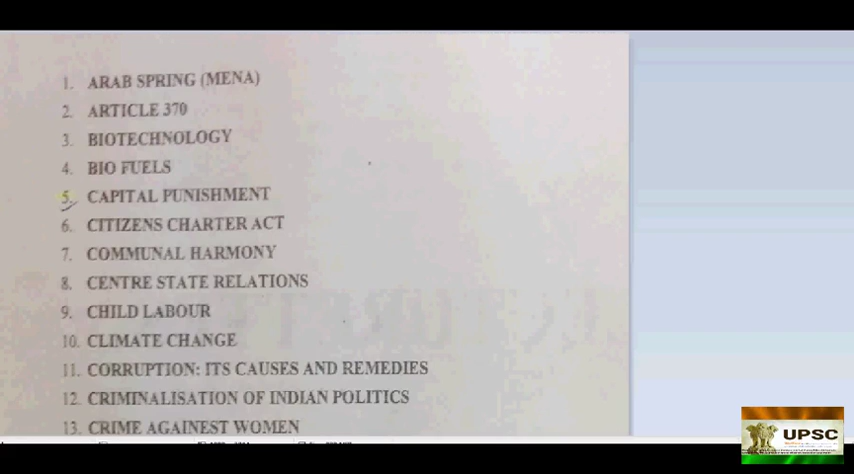 1. ARAB SPRING (MENA)
2. ARTICLE 370
3. BIOTECHNOLOGY
4. BIO FUELS
5. CAPITAL PUNISHMENT
6. CITIZENS CHARTER ACT
7. COMMUNAL HARMONY
8. CENTRE STATE RELATIONS
9. CHILD LABOUR
10. CLIMATE CHANGE
11. CORRUPTION: ITS CAUSES AND REMEDIES
12. CRIMINALISATION OF INDIAN POLITICS
13. CRIME AGAINEST WOMEN
UPSC